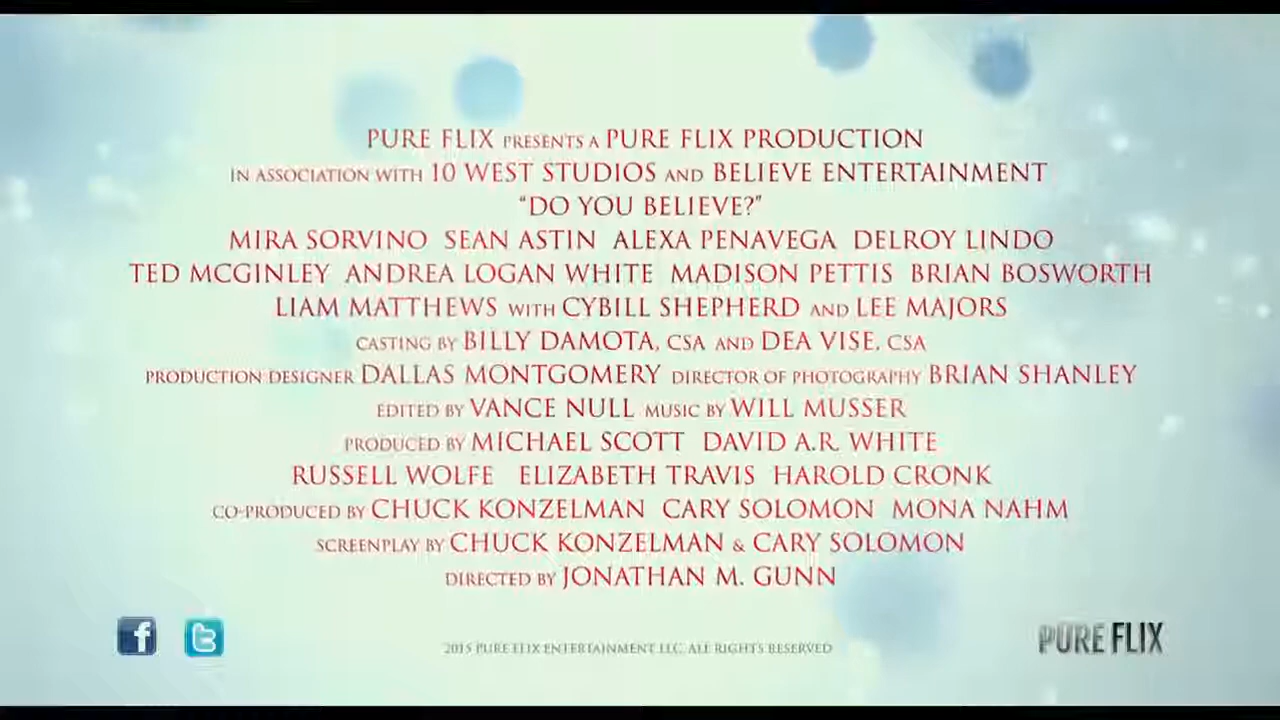 PURE FLIX PRESENTS A PURE FLIX PRODUCTION
IN ASSOCIATION WITH 10 WEST STUDIOS AND BELIEVE ENTERTAINMENT
“DO YOU BELIEVE?”
MIRA SORVINO SEAN ASTIN ALEXA PENAVEGA DELROY LINDO
TED MCGINLEY ANDREA LOGAN WHITE MADISON PETTIS BRIAN BOSWORTH
LIAM MATTHEWS WITH CYBILL SHEPHERD AND LEE MAJORS
CASTING BY BILLY DAMOTA, CSA AND DEA VISE, CSA
PRODUCTION DESIGNER DALLAS MONTGOMERY DIRECTOR OF PHOTOGRAPHY BRIAN SHANLEY
EDITED BY VANCE NULL MUSIC BY WILL MUSSER
PRODUCED BY MICHAEL SCOTT DAVID A.R. WHITE
RUSSELL WOLFE ELIZABETH TRAVIS HAROLD CRONK
CO-PRODUCED BY CHUCK KONZELMAN CARY SOLOMON MONA NAHM
SCREENPLAY BY CHUCK KONZELMAN & CARY SOLOMON
DIRECTED BY JONATHAN M. GUNN
f t 2015 PURE FLIX ENTERTAINMENT LLC. ALL RIGHTS RESERVED PURE FLIX